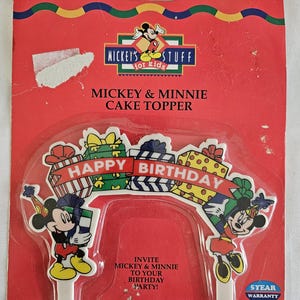 MICKEY'S STUFF
for Kids
MICKEY & MINNIE
CAKE TOPPER
HAPPY BIRTHDAY
INVITE
MICKEY & MINNIE
TO YOUR
BIRTHDAY
PARTY!
5 YEAR
WARRANTY